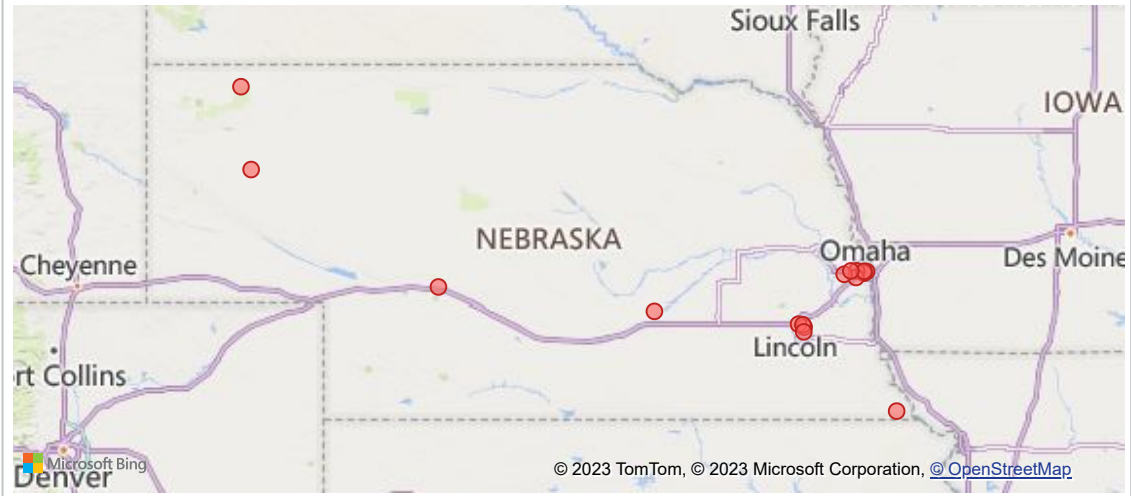 Sioux Falls
IOWA
NEBRASKA
Omaha
Des Moine
Cheyenne
Lincoln
rt Collins
Microsoft Bing
Denver
© 2023 TomTom, © 2023 Microsoft Corporation, © OpenStreetMap